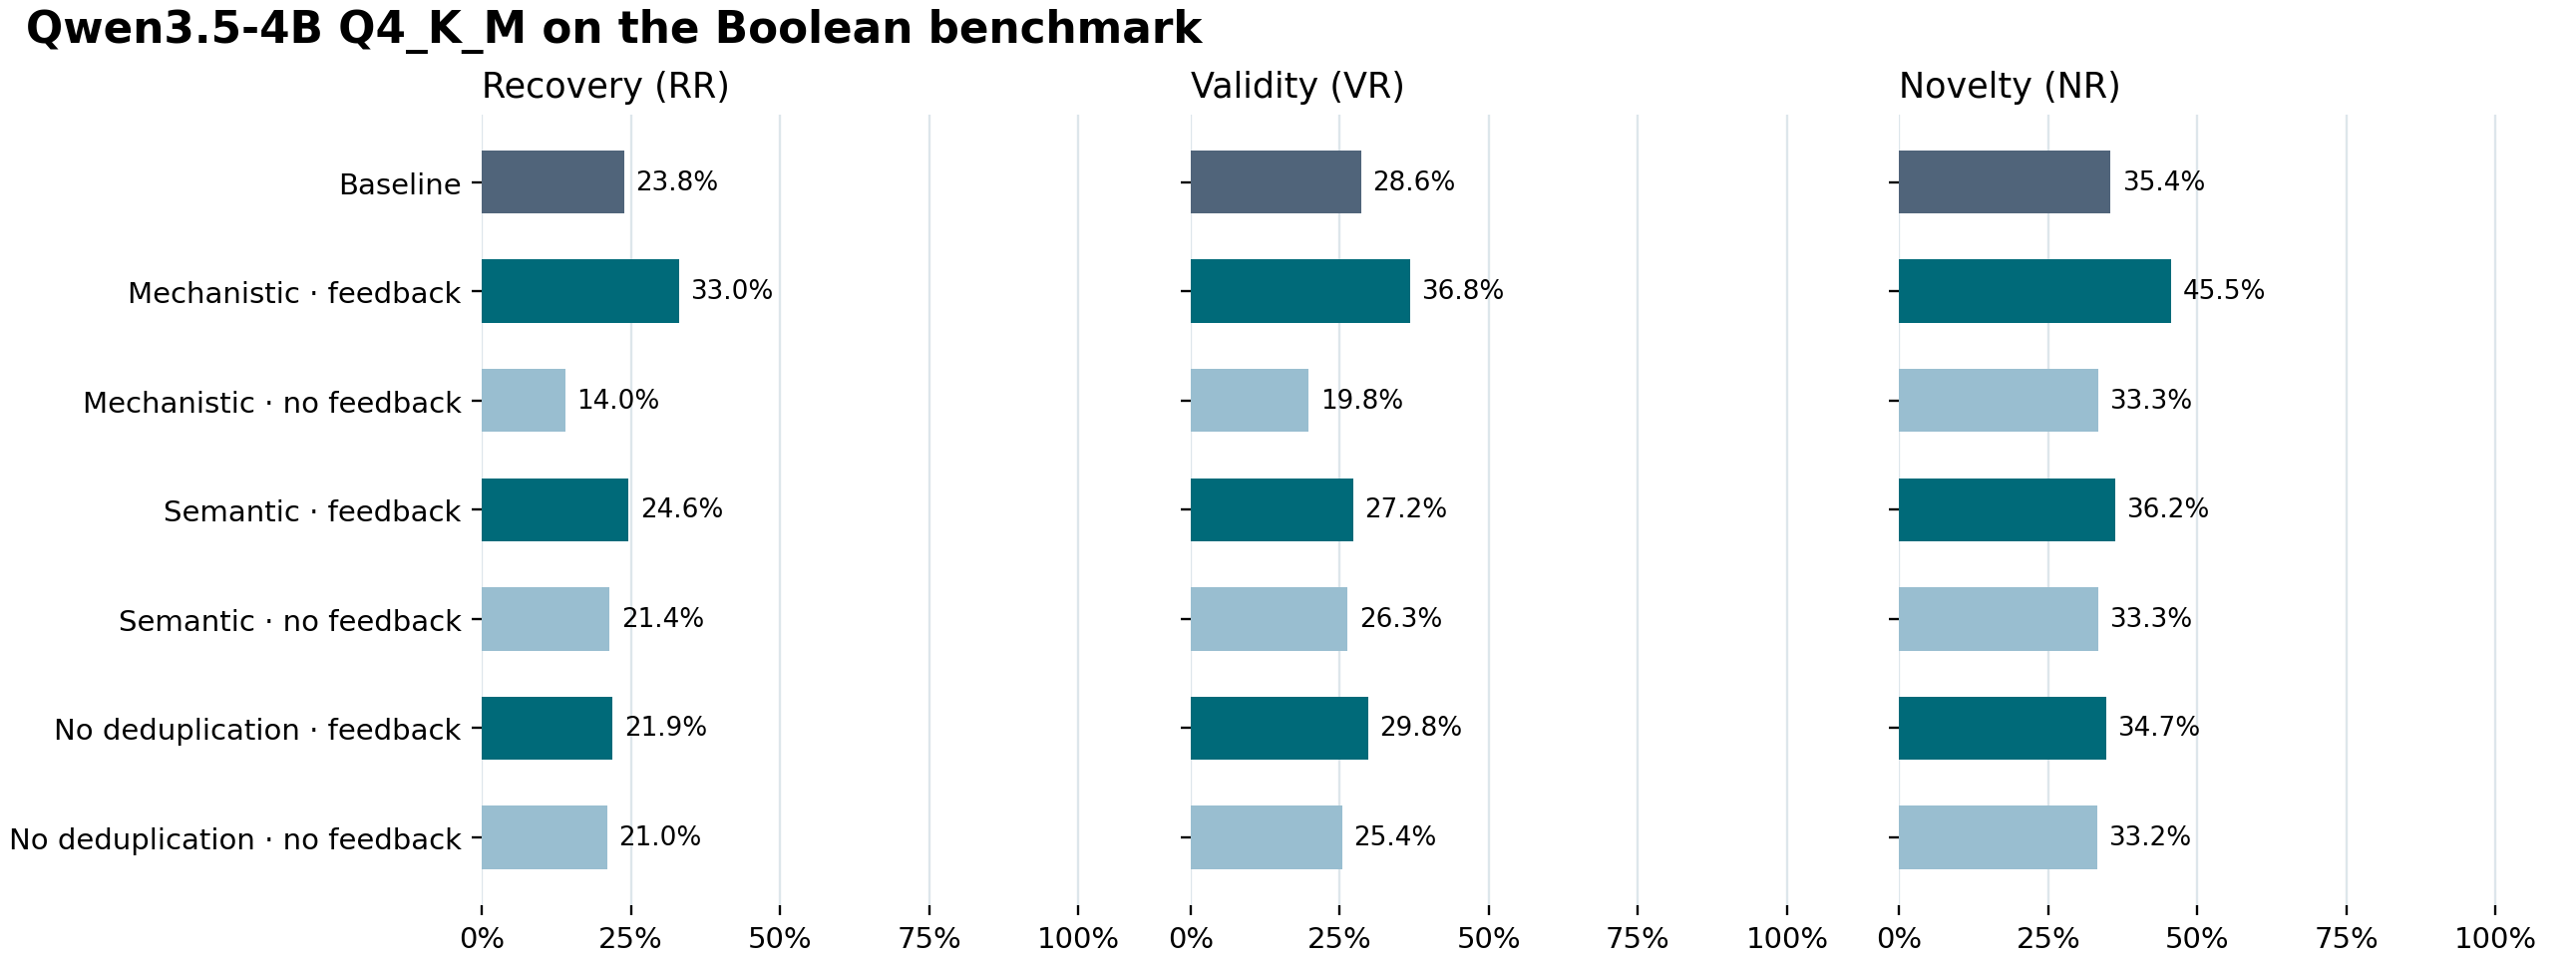 Qwen3.5-4B Q4_K_M on the Boolean benchmark
Recovery (RR)
Validity (VR)
Novelty (NR)
Baseline
23.8%
28.6%
35.4%
Mechanistic · feedback
33.0%
36.8%
45.5%
Mechanistic · no feedback
14.0%
19.8%
33.3%
Semantic · feedback
24.6%
27.2%
36.2%
Semantic · no feedback
21.4%
26.3%
33.3%
No deduplication · feedback
21.9%
29.8%
34.7%
No deduplication · no feedback
21.0%
25.4%
33.2%
0% 25% 50% 75% 100%
0% 25% 50% 75% 100%
0% 25% 50% 75% 100%